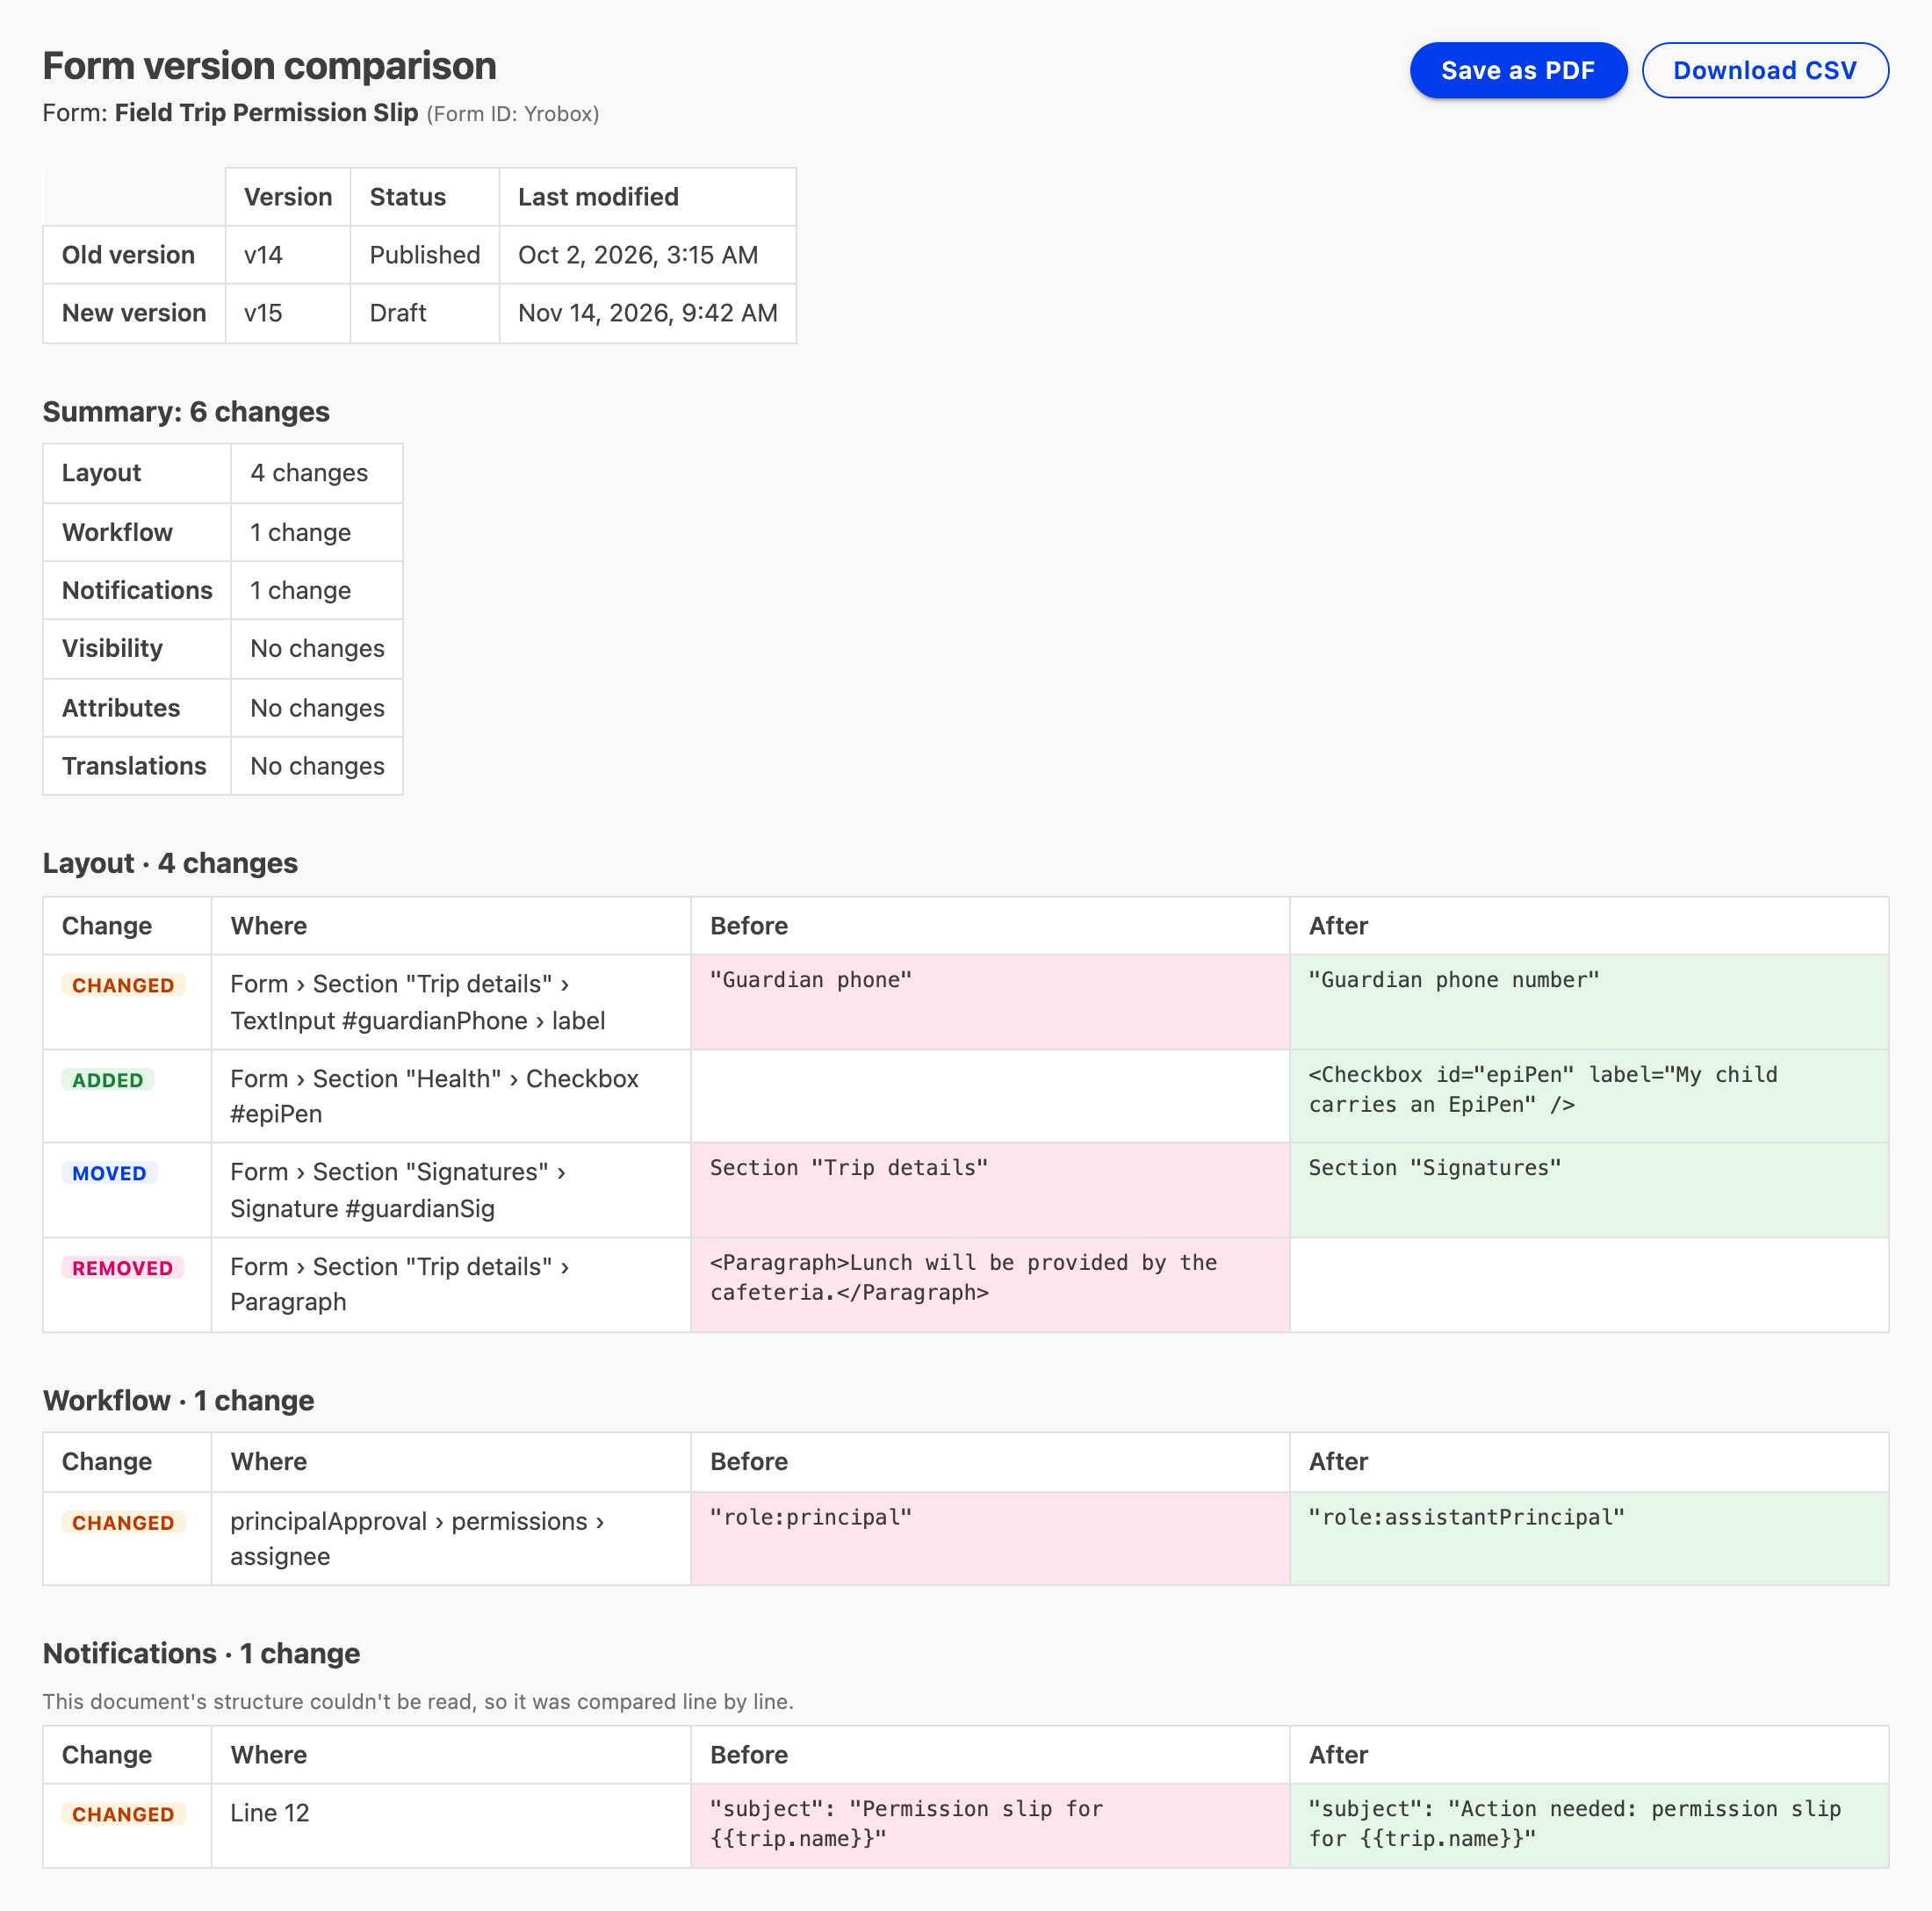 Form version comparison
Save as PDF
Download CSV
Form: Field Trip Permission Slip (Form ID: Yrobox)
Version Status Last modified
Old version v14 Published Oct 2, 2026, 3:15 AM
New version v15 Draft Nov 14, 2026, 9:42 AM
Summary: 6 changes
Layout 4 changes
Workflow 1 change
Notifications 1 change
Visibility No changes
Attributes No changes
Translations No changes
Layout · 4 changes
Change Where Before After
CHANGED
Form › Section "Trip details" ›
TextInput #guardianPhone › label
"Guardian phone"
"Guardian phone number"
ADDED
Form › Section "Health" › Checkbox
#epiPen
<Checkbox id="epiPen" label="My child
carries an EpiPen" />
MOVED
Form › Section "Signatures" ›
Signature #guardianSig
Section "Trip details"
Section "Signatures"
REMOVED
Form › Section "Trip details" ›
Paragraph
<Paragraph>Lunch will be provided by the
cafeteria.</Paragraph>
Workflow · 1 change
Change Where Before After
CHANGED
principalApproval › permissions ›
assignee
"role:principal"
"role:assistantPrincipal"
Notifications · 1 change
This document's structure couldn't be read, so it was compared line by line.
Change Where Before After
CHANGED
Line 12
"subject": "Permission slip for
{{trip.name}}"
"subject": "Action needed: permission slip
for {{trip.name}}"